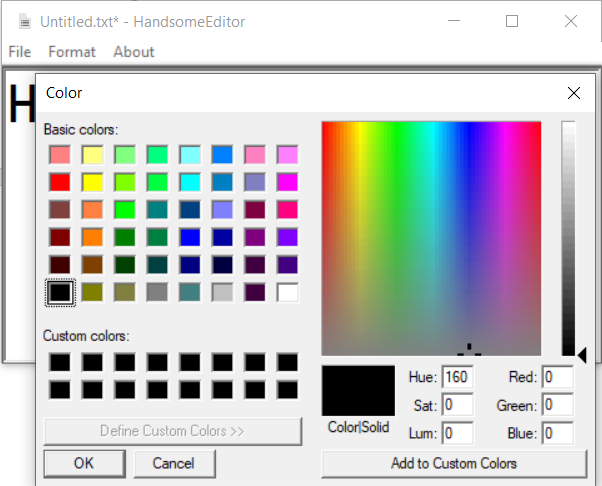 Untitled.txt* - HandsomeEditor
File Format About
H
Color
Basic colors:
Custom colors:
Define Custom Colors >>
OK Cancel
Color|Solid
Hue: 160 Red: 0
Sat: 0 Green: 0
Lum: 0 Blue: 0
Add to Custom Colors